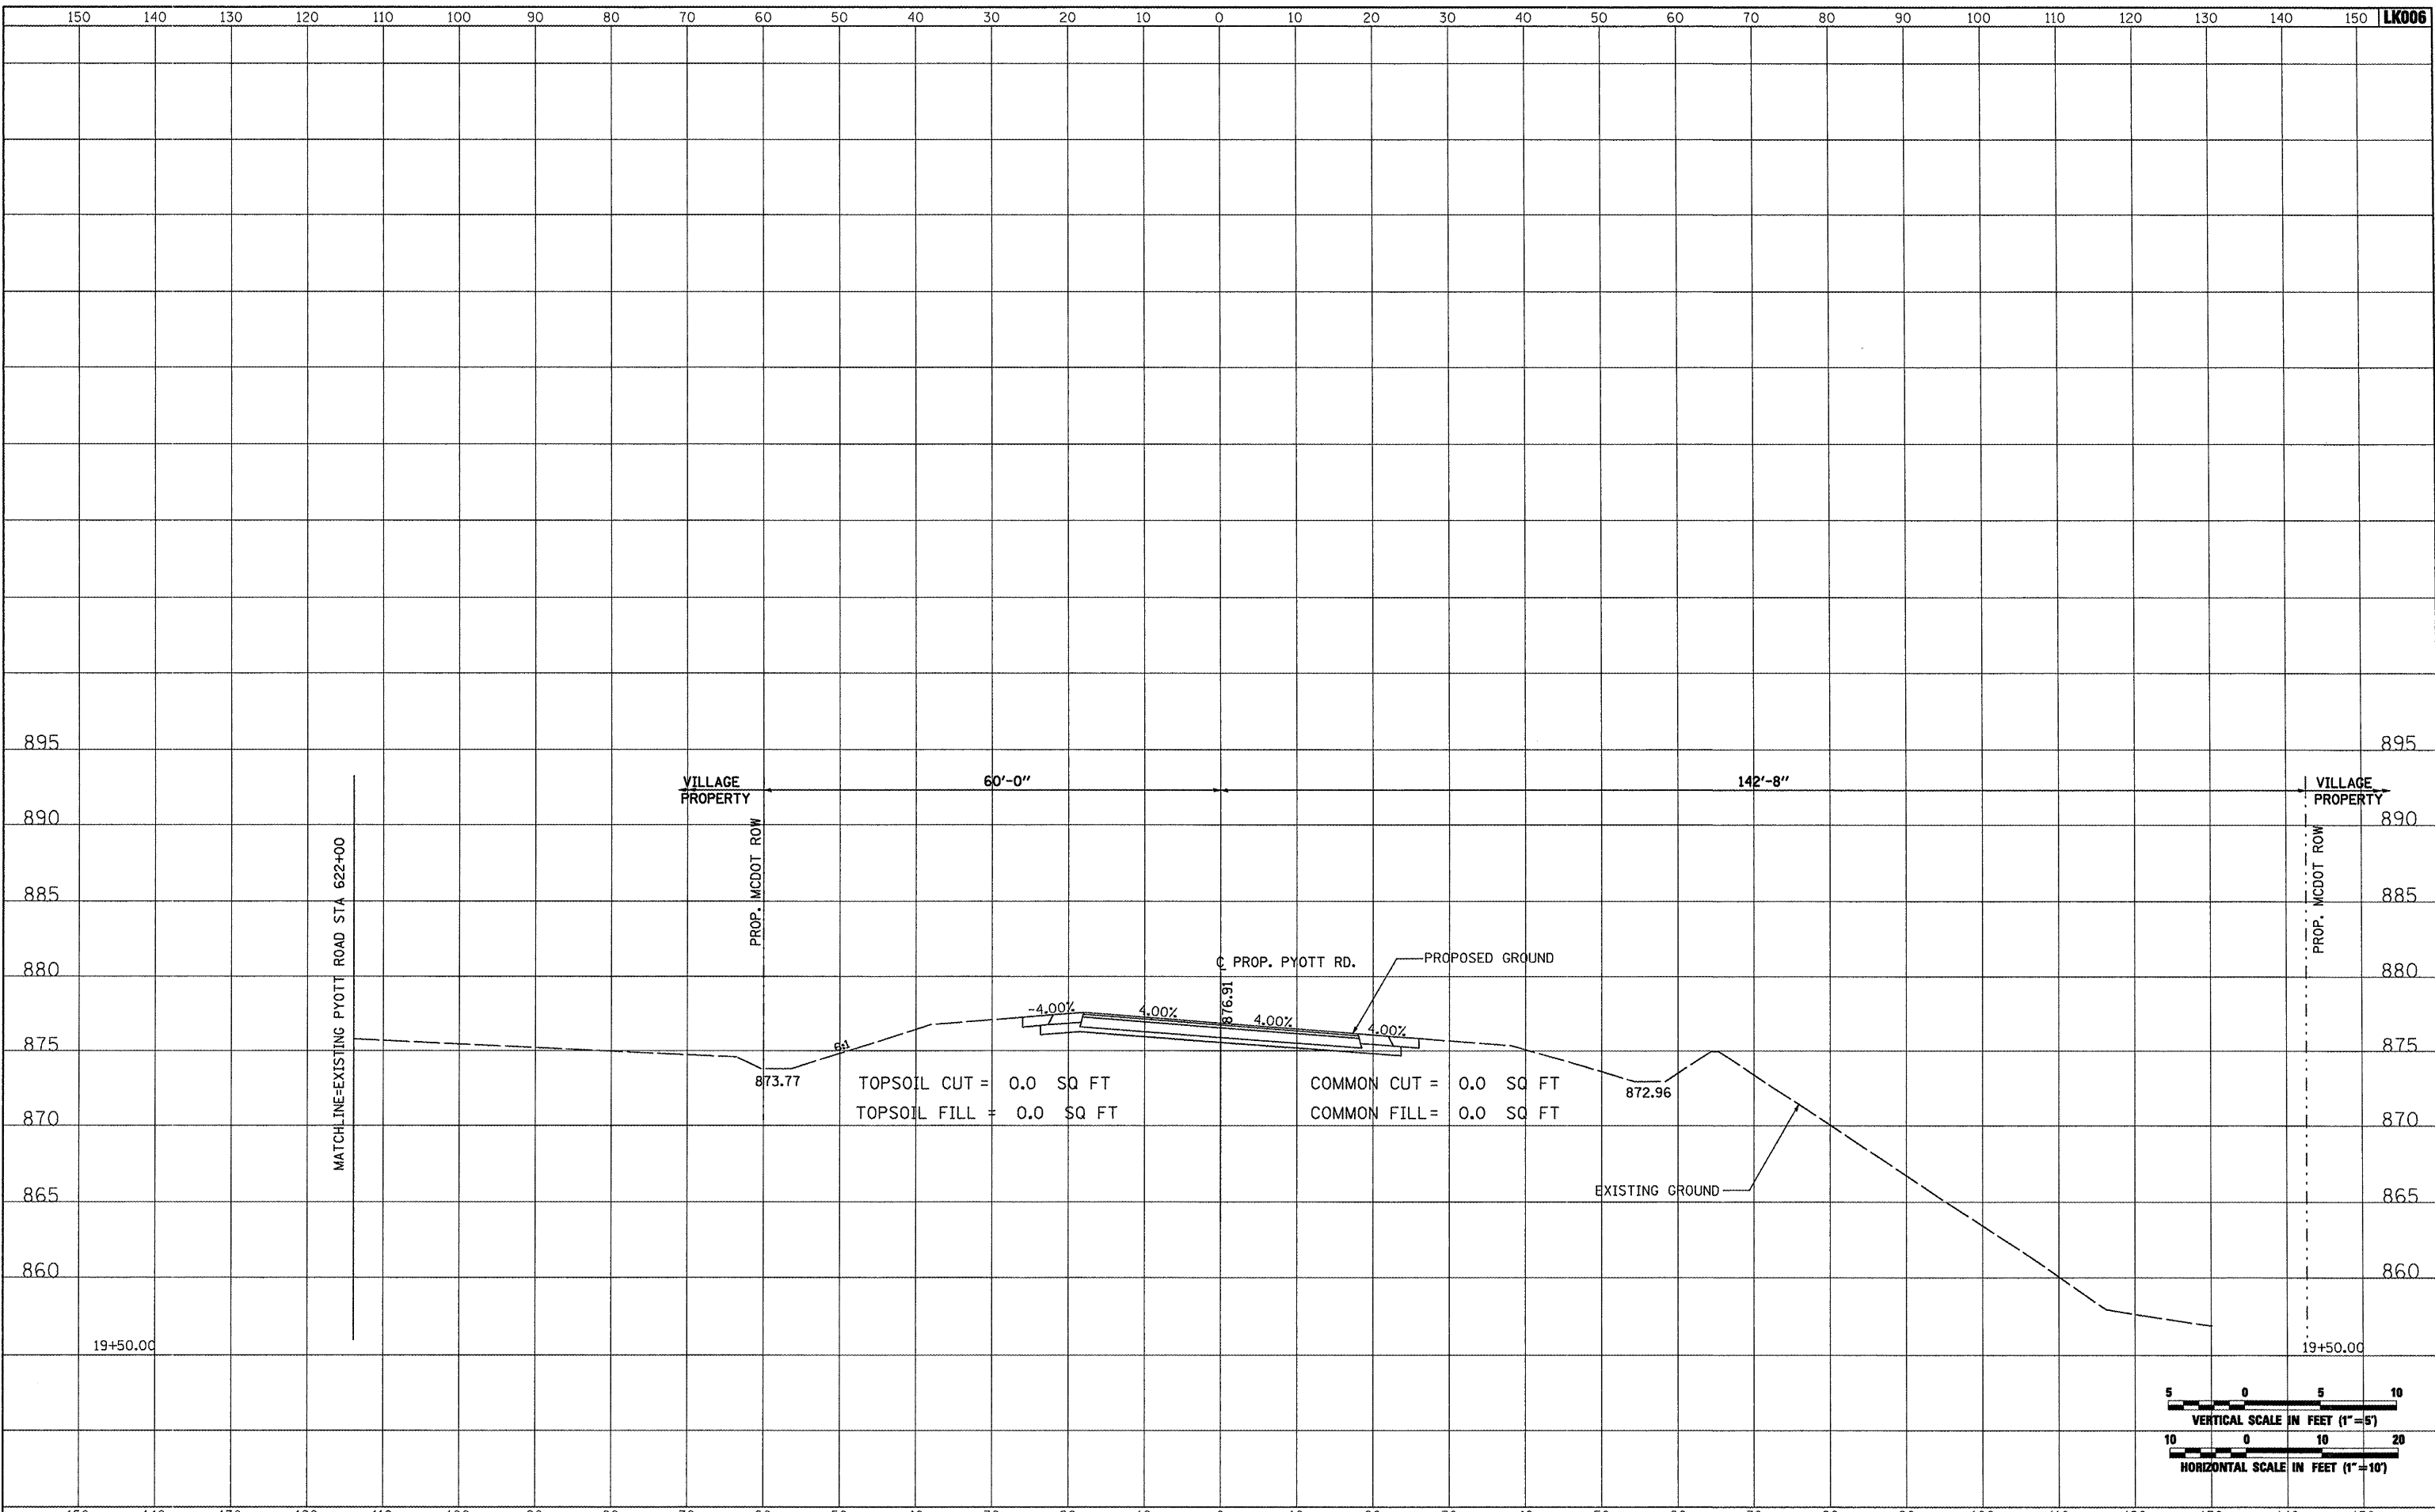 150 140 130 120 110 100 90 80 70 60 50 40 30 20 10 0 10 20 30 40 50 60 70 80 90 100 110 120 130 140 150 LK006
895 895
VILLAGE 60'-0" 142'-8" VILLAGE
PROPERTY PROPERTY
890 890
MATCHLINE=EXISTING PYOTT ROAD STA 622+00
PROP. MCDOT ROW
PROP. MCDOT ROW
885 885
℄ PROP. PYOTT RD.
PROPOSED GROUND
880 880
876.91
-4.00% 4.00% 4.00% 4.00%
6:1
875 875
873.77
TOPSOIL CUT = 0.0 SQ FT COMMON CUT = 0.0 SQ FT
872.96
TOPSOIL FILL = 0.0 SQ FT COMMON FILL= 0.0 SQ FT
870 870
EXISTING GROUND
865 865
860 860
19+50.00 19+50.00
5 0 5 10
VERTICAL SCALE IN FEET (1"=5')
10 0 10 20
HORIZONTAL SCALE IN FEET (1"=10')